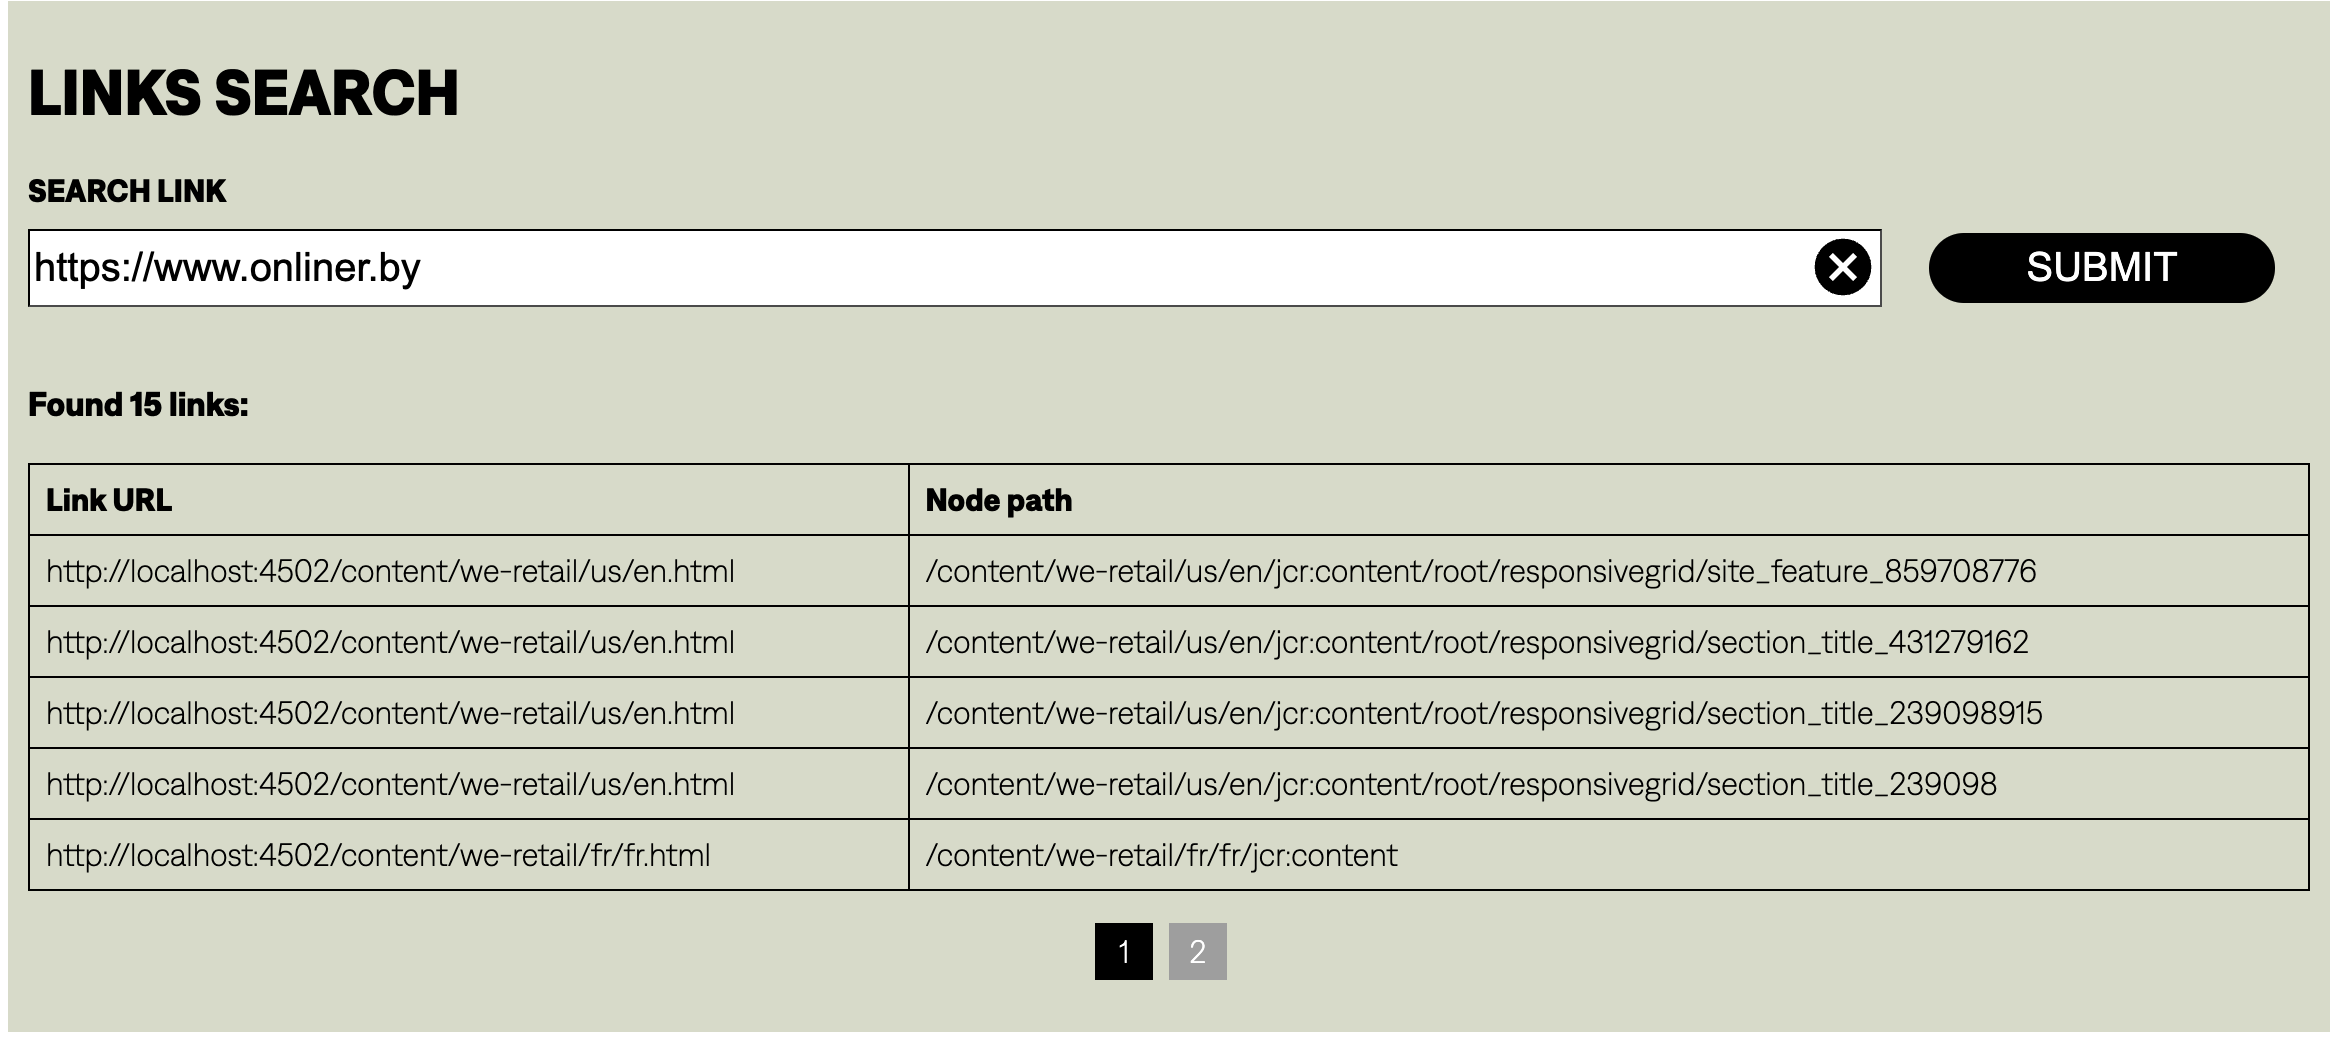 LINKS SEARCH
SEARCH LINK
https://www.onliner.by
SUBMIT
Found 15 links:
Link URL Node path
http://localhost:4502/content/we-retail/us/en.html /content/we-retail/us/en/jcr:content/root/responsivegrid/site_feature_859708776
http://localhost:4502/content/we-retail/us/en.html /content/we-retail/us/en/jcr:content/root/responsivegrid/section_title_431279162
http://localhost:4502/content/we-retail/us/en.html /content/we-retail/us/en/jcr:content/root/responsivegrid/section_title_239098915
http://localhost:4502/content/we-retail/us/en.html /content/we-retail/us/en/jcr:content/root/responsivegrid/section_title_239098
http://localhost:4502/content/we-retail/fr/fr.html /content/we-retail/fr/fr/jcr:content
1 2